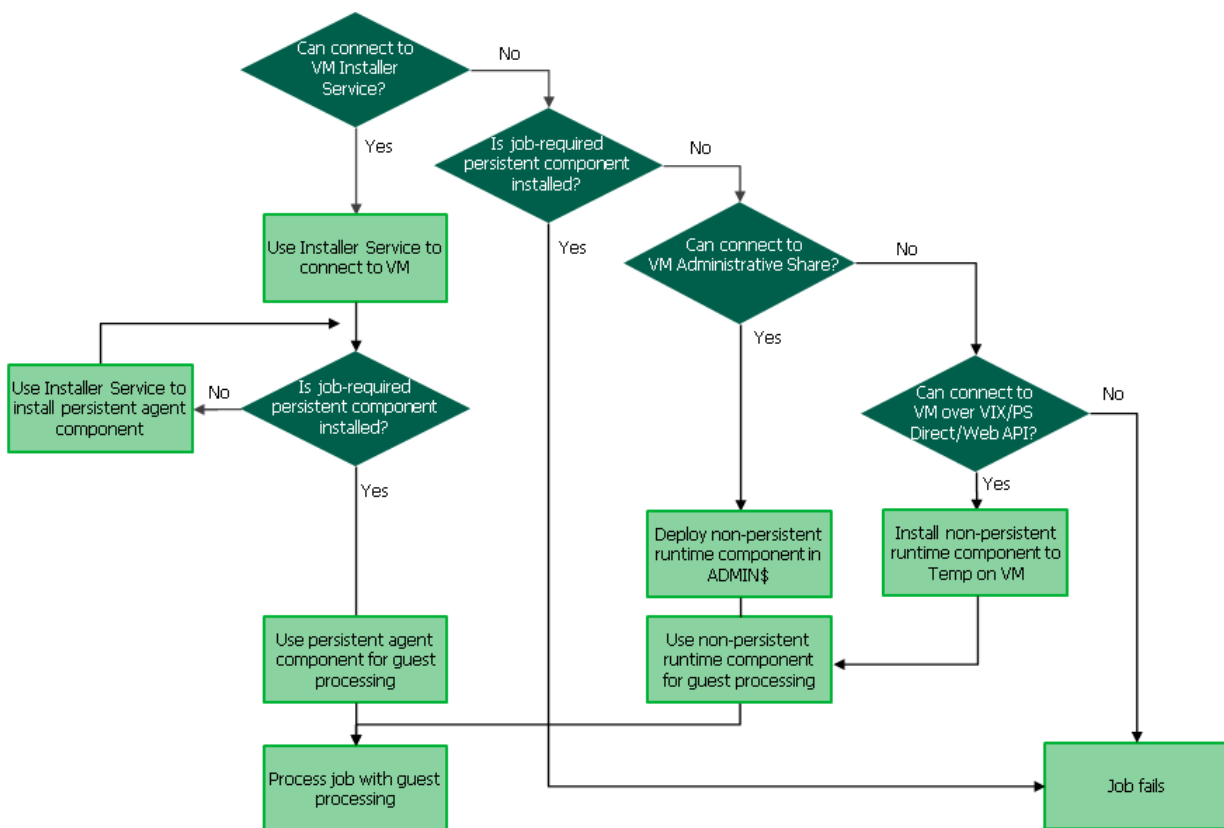 Can connect to
VM Installer
Service?
No
Yes
Is job-required
persistent component
installed?
No
Yes
Use Installer Service to
connect to VM
Can connect to
VM Administrative Share?
No
Yes
Use Installer Service to
install persistent agent
component
No
Is job-required
persistent component
installed?
Yes
Can connect to
VM over VIX/PS
Direct/Web API?
No
Yes
Deploy non-persistent
runtime component in
ADMIN$
Install non-persistent
runtime component to
Temp on VM
Use persistent agent
component for guest
processing
Use non-persistent
runtime component
for guest processing
Process job with guest
processing
Job fails